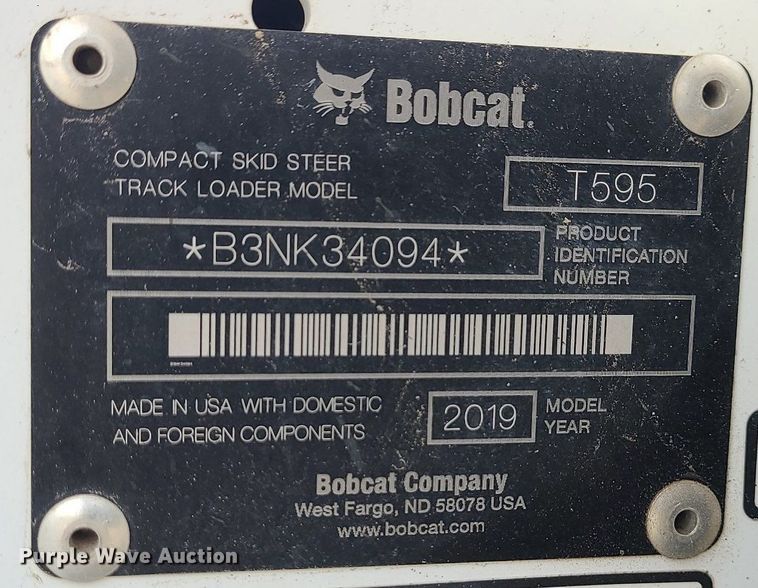 Bobcat.
COMPACT SKID STEER
TRACK LOADER MODEL
T595
*B3NK34094*
PRODUCT
IDENTIFICATION
NUMBER
MADE IN USA WITH DOMESTIC
AND FOREIGN COMPONENTS
2019
MODEL
YEAR
Bobcat Company
West Fargo, ND 58078 USA
www.bobcat.com
Purple Wave Auction